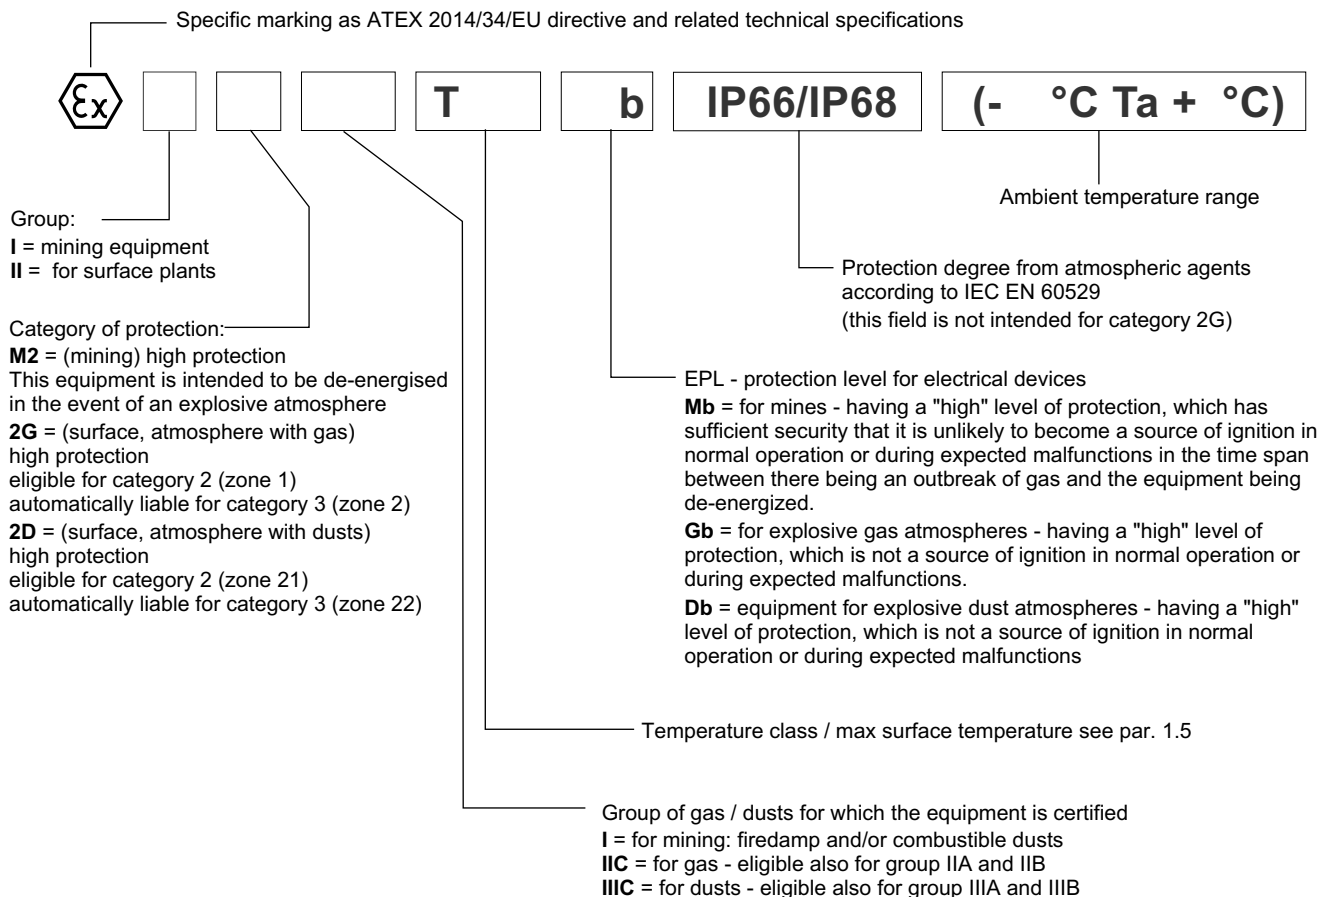 Specific marking as ATEX 2014/34/EU directive and related technical specifications
Ex T b IP66/IP68 (- °C Ta + °C)
Ambient temperature range
Group:
I = mining equipment
II = for surface plants
Protection degree from atmospheric agents
according to IEC EN 60529
(this field is not intended for category 2G)
Category of protection:
M2 = (mining) high protection
This equipment is intended to be de-energised
in the event of an explosive atmosphere
2G = (surface, atmosphere with gas)
high protection
eligible for category 2 (zone 1)
automatically liable for category 3 (zone 2)
2D = (surface, atmosphere with dusts)
high protection
eligible for category 2 (zone 21)
automatically liable for category 3 (zone 22)
EPL - protection level for electrical devices
Mb = for mines - having a "high" level of protection, which has
sufficient security that it is unlikely to become a source of ignition in
normal operation or during expected malfunctions in the time span
between there being an outbreak of gas and the equipment being
de-energized.
Gb = for explosive gas atmospheres - having a "high" level of
protection, which is not a source of ignition in normal operation or
during expected malfunctions.
Db = equipment for explosive dust atmospheres - having a "high"
level of protection, which is not a source of ignition in normal
operation or during expected malfunctions
Temperature class / max surface temperature see par. 1.5
Group of gas / dusts for which the equipment is certified
I = for mining: firedamp and/or combustible dusts
IIC = for gas - eligible also for group IIA and IIB
IIIC = for dusts - eligible also for group IIIA and IIIB